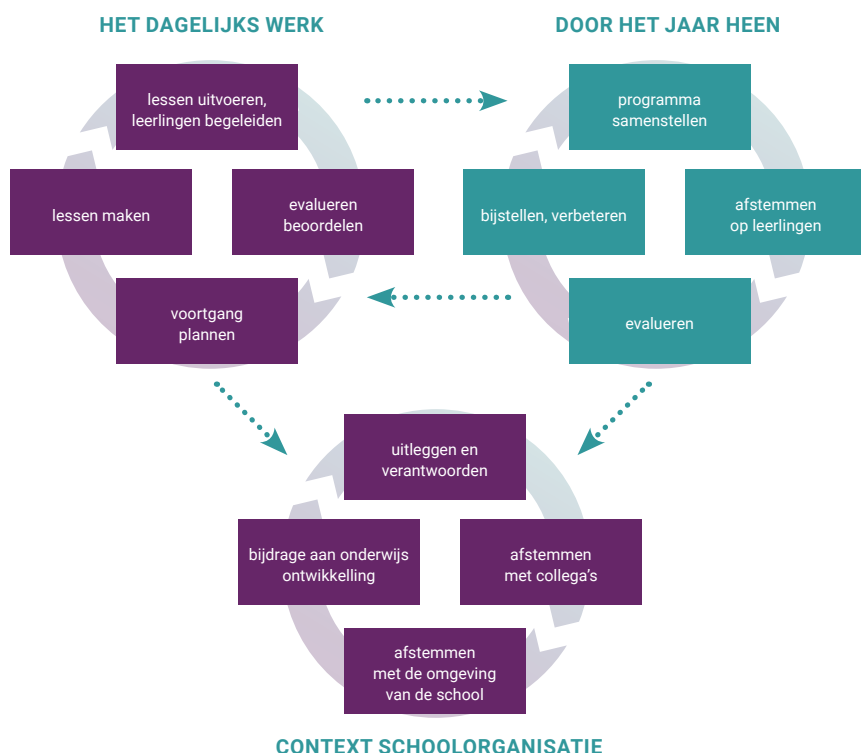 HET DAGELIJKS WERK
lessen uitvoeren,
leerlingen begeleiden
lessen maken
evalueren
beoordelen
voortgang
plannen
DOOR HET JAAR HEEN
programma
samenstellen
bijstellen, verbeteren
afstemmen
op leerlingen
evalueren
uitleggen en
verantwoorden
bijdrage aan onderwijs
ontwikkelling
afstemmen
met collega's
afstemmen
met de omgeving
van de school
CONTEXT SCHOOLORGANISATIE